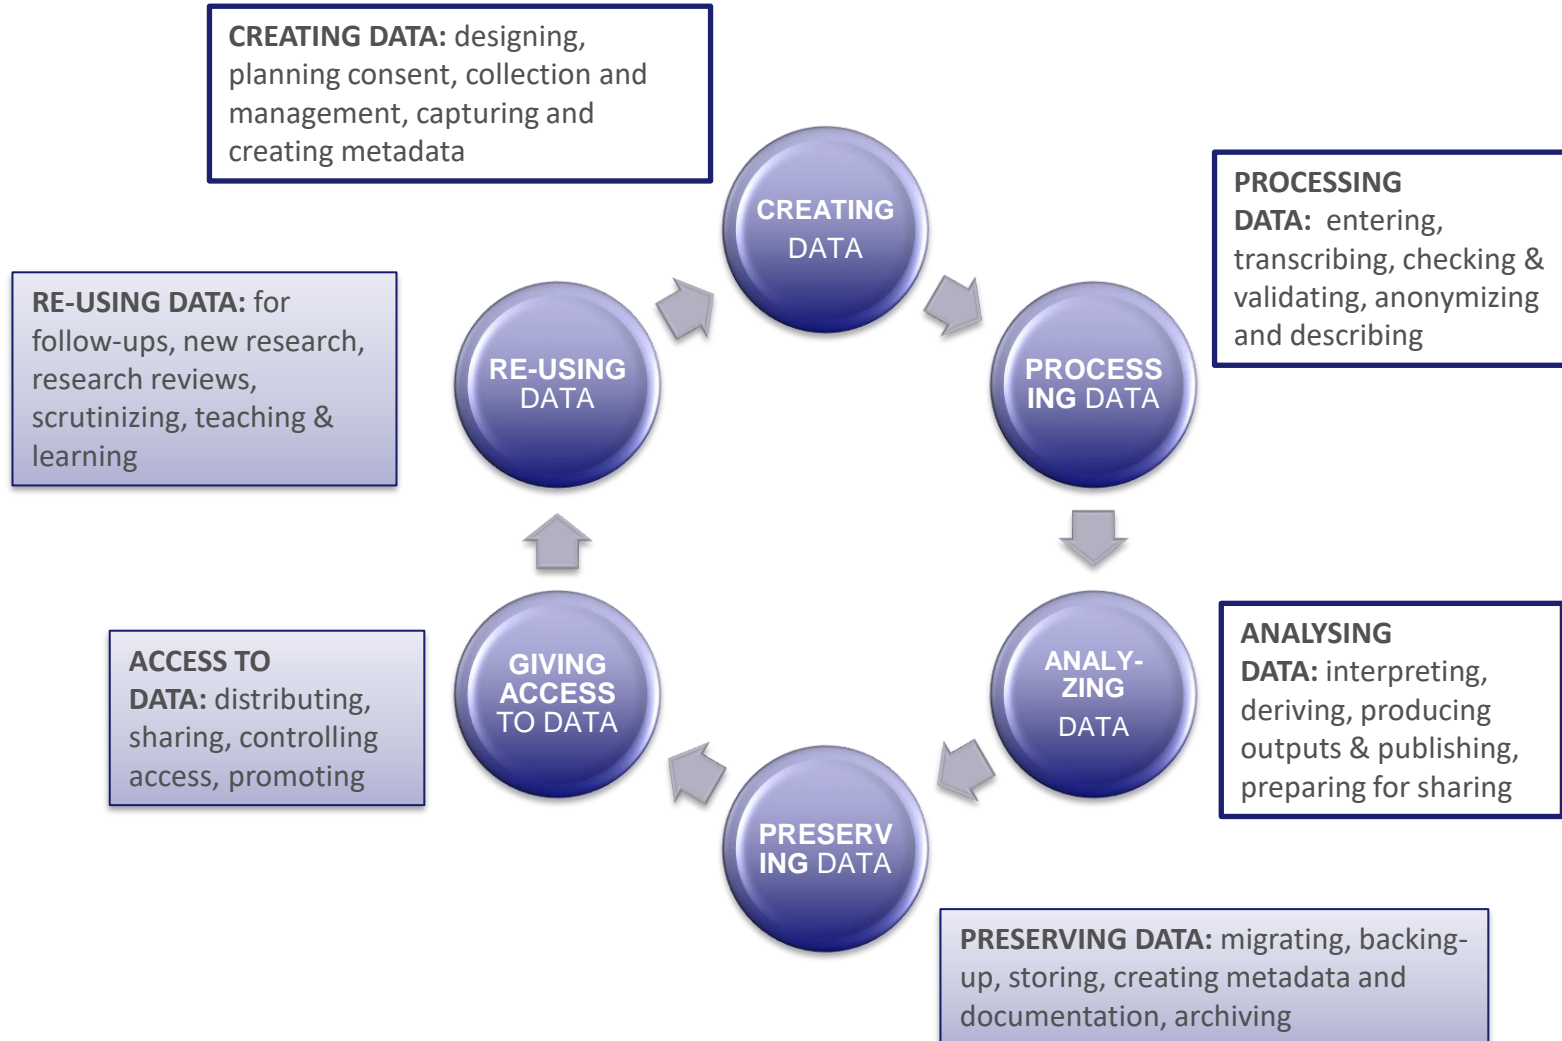 CREATING DATA: designing,
planning consent, collection and
management, capturing and
creating metadata
CREATING
DATA
PROCESSING
DATA:  entering,
transcribing, checking &
validating, anonymizing
and describing
RE-USING DATA: for
follow-ups, new research,
research reviews,
scrutinizing, teaching &
learning
RE-USING
DATA
PROCESS
ING DATA
ACCESS TO
DATA: distributing,
sharing, controlling
access, promoting
GIVING
ACCESS
TO DATA
ANALY-
ZING
DATA
ANALYSING
DATA: interpreting,
deriving, producing
outputs & publishing,
preparing for sharing
PRESERV
ING DATA
PRESERVING DATA: migrating, backing-
up, storing, creating metadata and
documentation, archiving